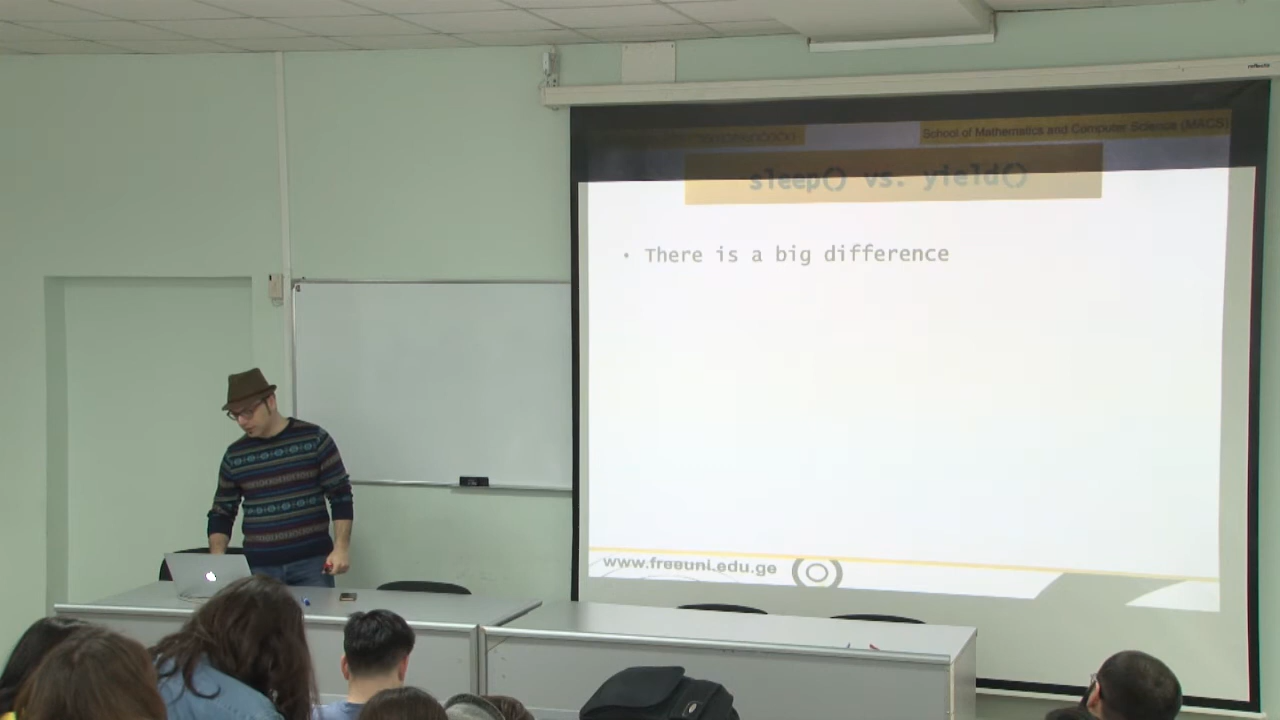 School of Mathematics and Computer Science (MACS)
sleep() vs. yield()
• There is a big difference
www.freeuni.edu.ge